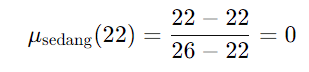 μ_sedang(22) = (22 − 22) / (26 − 22) = 0